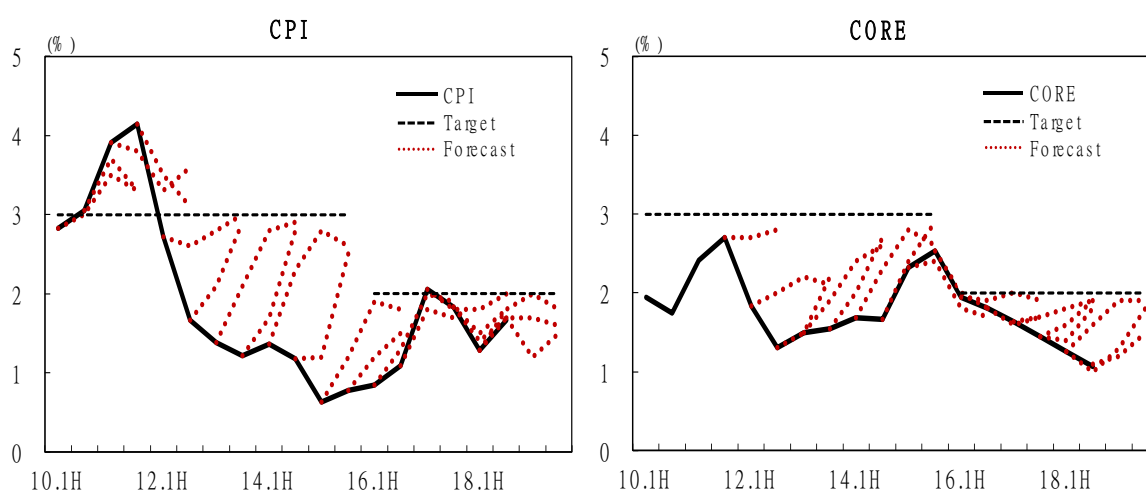 CPI
(%)
5
4
3
2
1
0
CPI
Target
Forecast
10.1H 12.1H 14.1H 16.1H 18.1H
CORE
(%)
5
4
3
2
1
0
CORE
Target
Forecast
10.1H 12.1H 14.1H 16.1H 18.1H